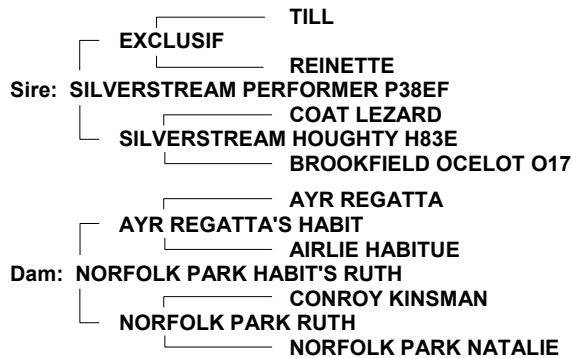 TILL
EXCLUSIF
REINETTE
Sire: SILVERSTREAM PERFORMER P38EF
COAT LEZARD
SILVERSTREAM HOUGHTY H83E
BROOKFIELD OCELOT O17
AYR REGATTA
AYR REGATTA'S HABIT
AIRLIE HABITUE
Dam: NORFOLK PARK HABIT'S RUTH
CONROY KINSMAN
NORFOLK PARK RUTH
NORFOLK PARK NATALIE